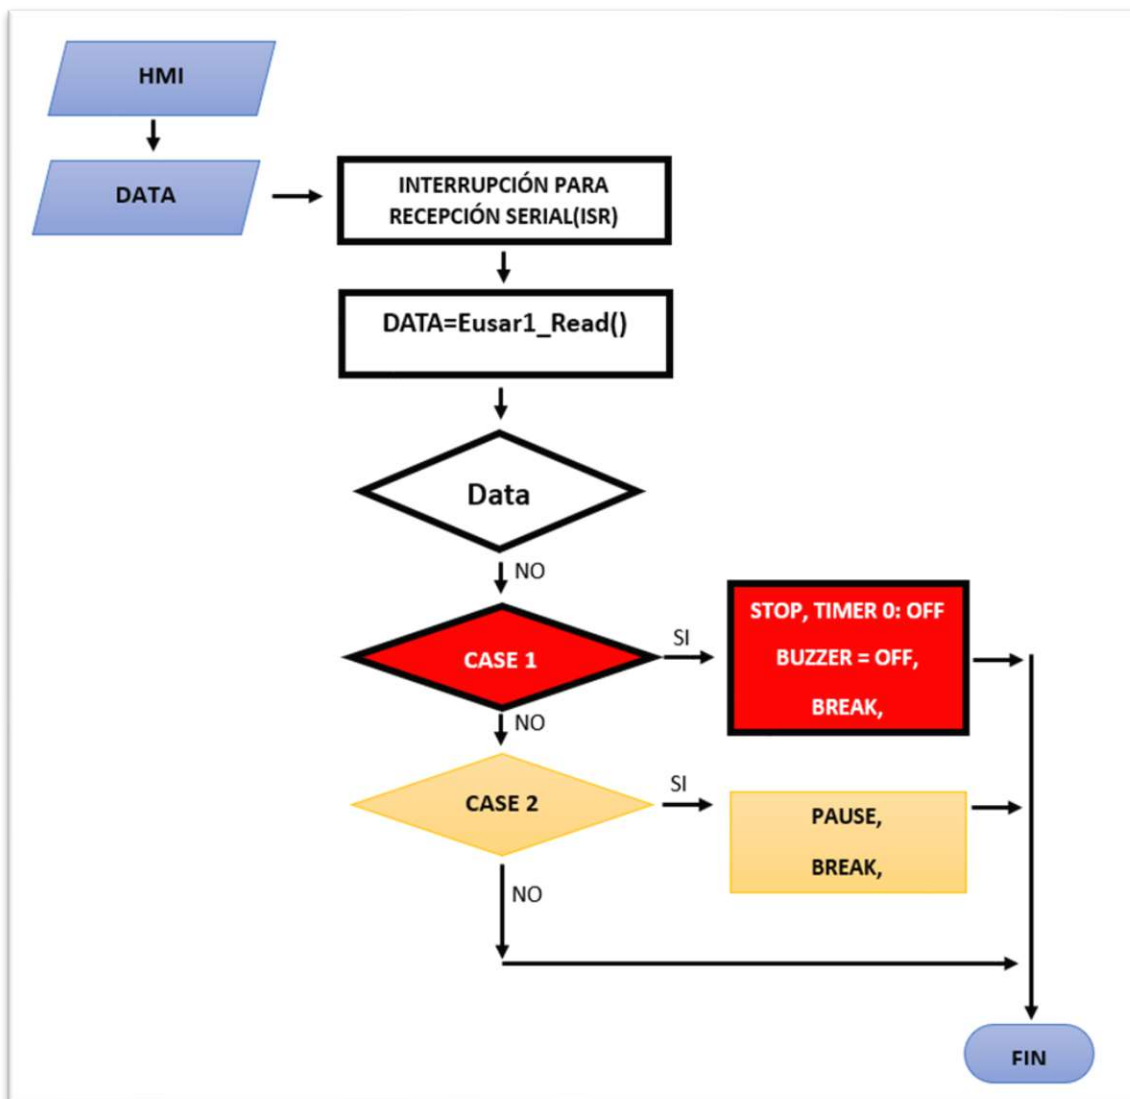 HMI
DATA
INTERRUPCIÓN PARA
RECEPCIÓN SERIAL(ISR)
DATA=Eusar1_Read()
Data
NO
CASE 1
SI
STOP, TIMER 0: OFF
BUZZER = OFF,
BREAK,
NO
CASE 2
SI
PAUSE,
BREAK,
NO
FIN